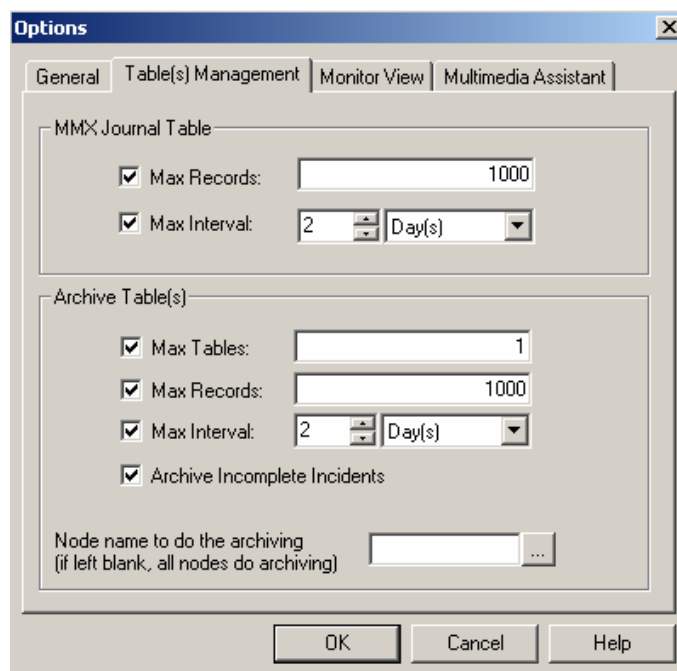 Options
General Table(s) Management Monitor View Multimedia Assistant
MMX Journal Table
Max Records: 1000
Max Interval: 2 Day(s)
Archive Table(s)
Max Tables: 1
Max Records: 1000
Max Interval: 2 Day(s)
Archive Incomplete Incidents
Node name to do the archiving
(if left blank, all nodes do archiving) ...
OK Cancel Help